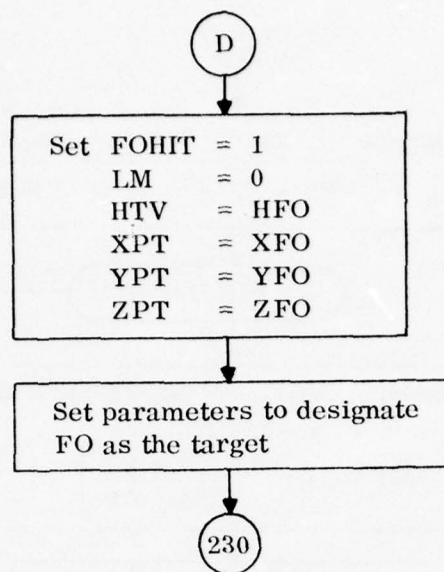 D
Set FOHIT = 1
LM = 0
HTV = HFO
XPT = XFO
YPT = YFO
ZPT = ZFO
Set parameters to designate
FO as the target
230